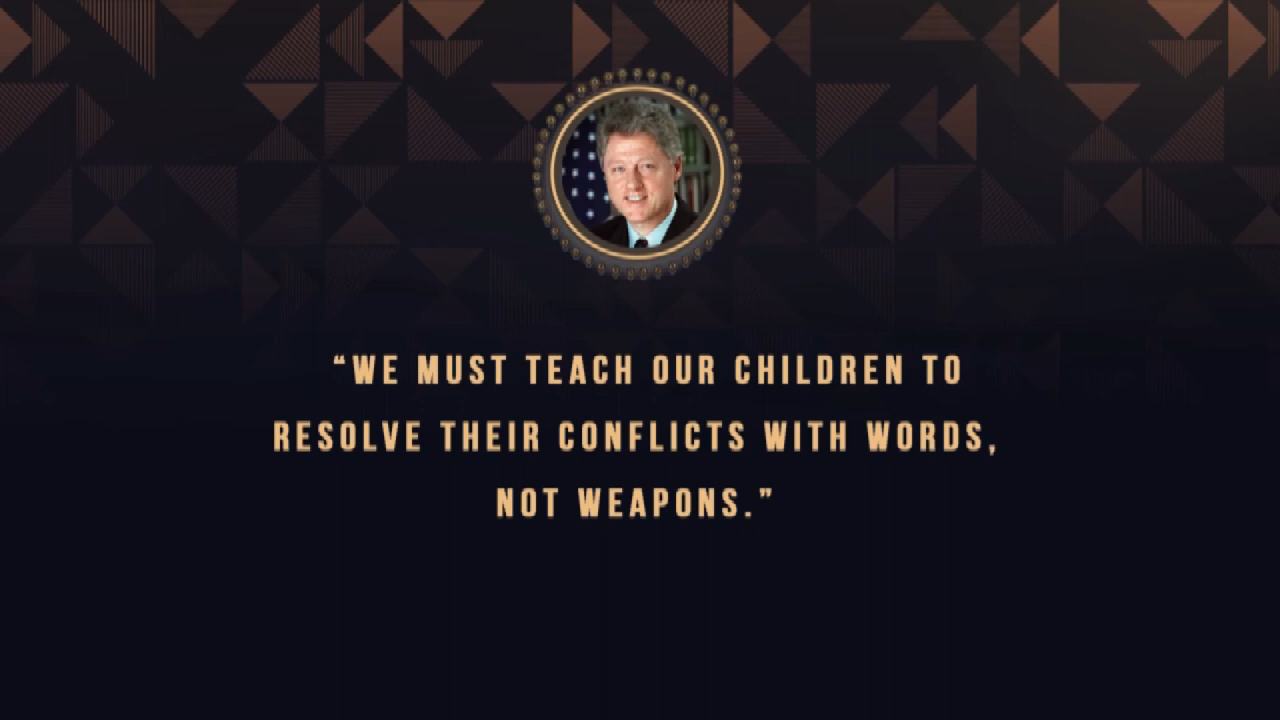 “WE MUST TEACH OUR CHILDREN TO
RESOLVE THEIR CONFLICTS WITH WORDS,
NOT WEAPONS.”